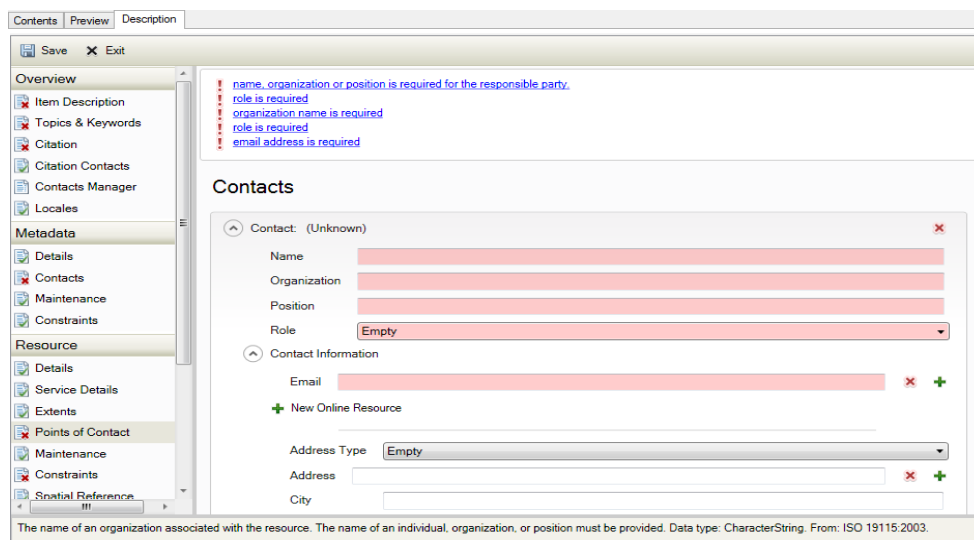 Contents Preview Description
Save Exit
Overview
Item Description
Topics & Keywords
Citation
Citation Contacts
Contacts Manager
Locales
Metadata
Details
Contacts
Maintenance
Constraints
Resource
Details
Service Details
Extents
Points of Contact
Maintenance
Constraints
Spatial Reference
name, organization or position is required for the responsible party.
role is required
organization name is required
role is required
email address is required
Contacts
Contact: (Unknown)
Name
Organization
Position
Role Empty
Contact Information
Email
New Online Resource
Address Type Empty
Address
City
The name of an organization associated with the resource. The name of an individual, organization, or position must be provided. Data type: CharacterString. From: ISO 19115:2003.